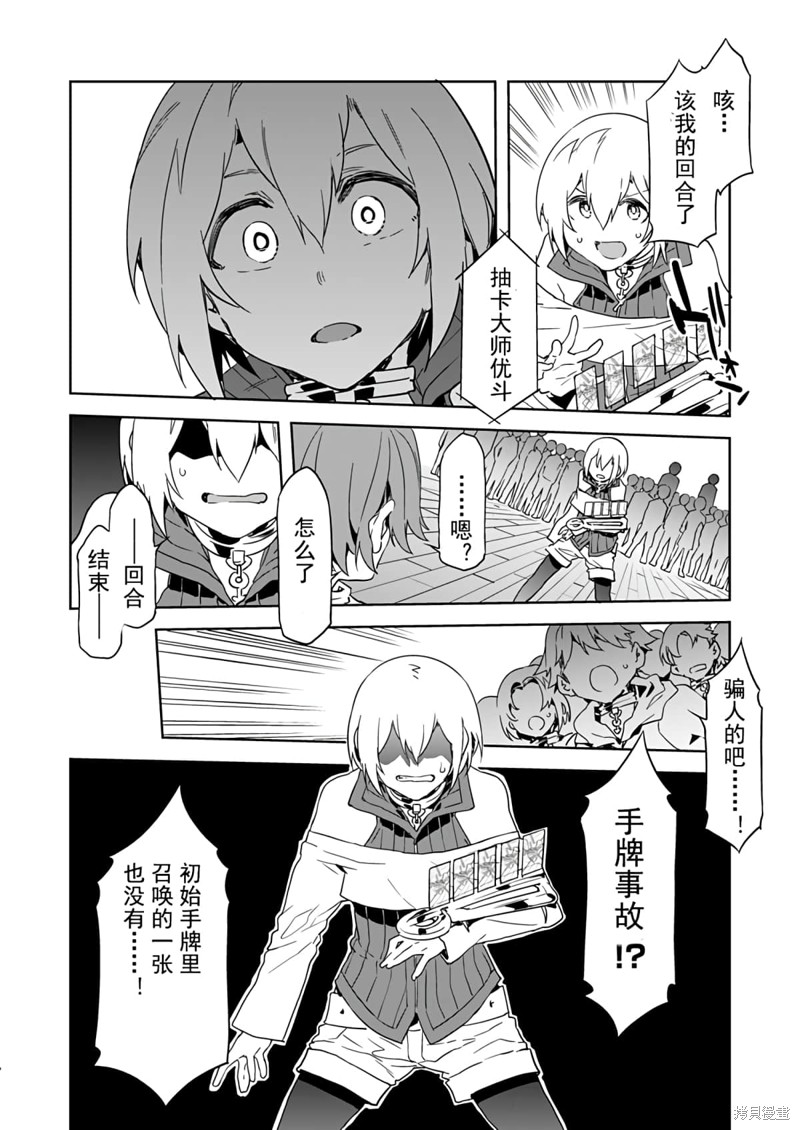 咳…
该我的回合了
抽卡大师优斗
……嗯?
怎么了
——回合
结束——
骗人的吧……!
手牌事故
!?
初始手牌里
召唤的一张
也没有……!
拷貝漫畫